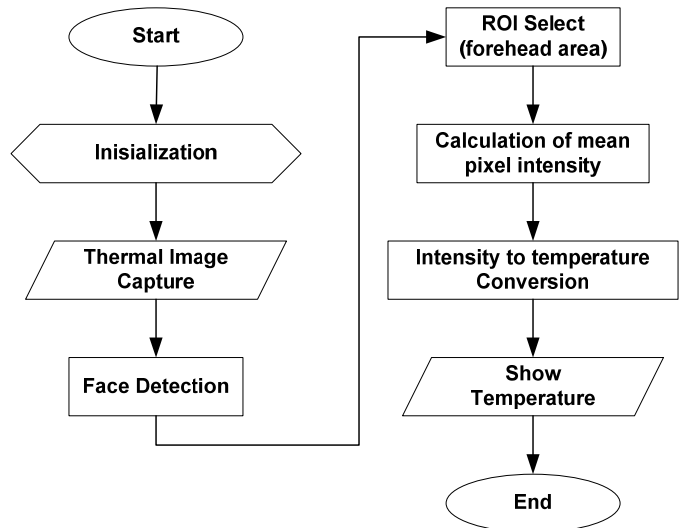 Start
Inisialization
Thermal Image
Capture
Face Detection
ROI Select
(forehead area)
Calculation of mean
pixel intensity
Intensity to temperature
Conversion
Show
Temperature
End